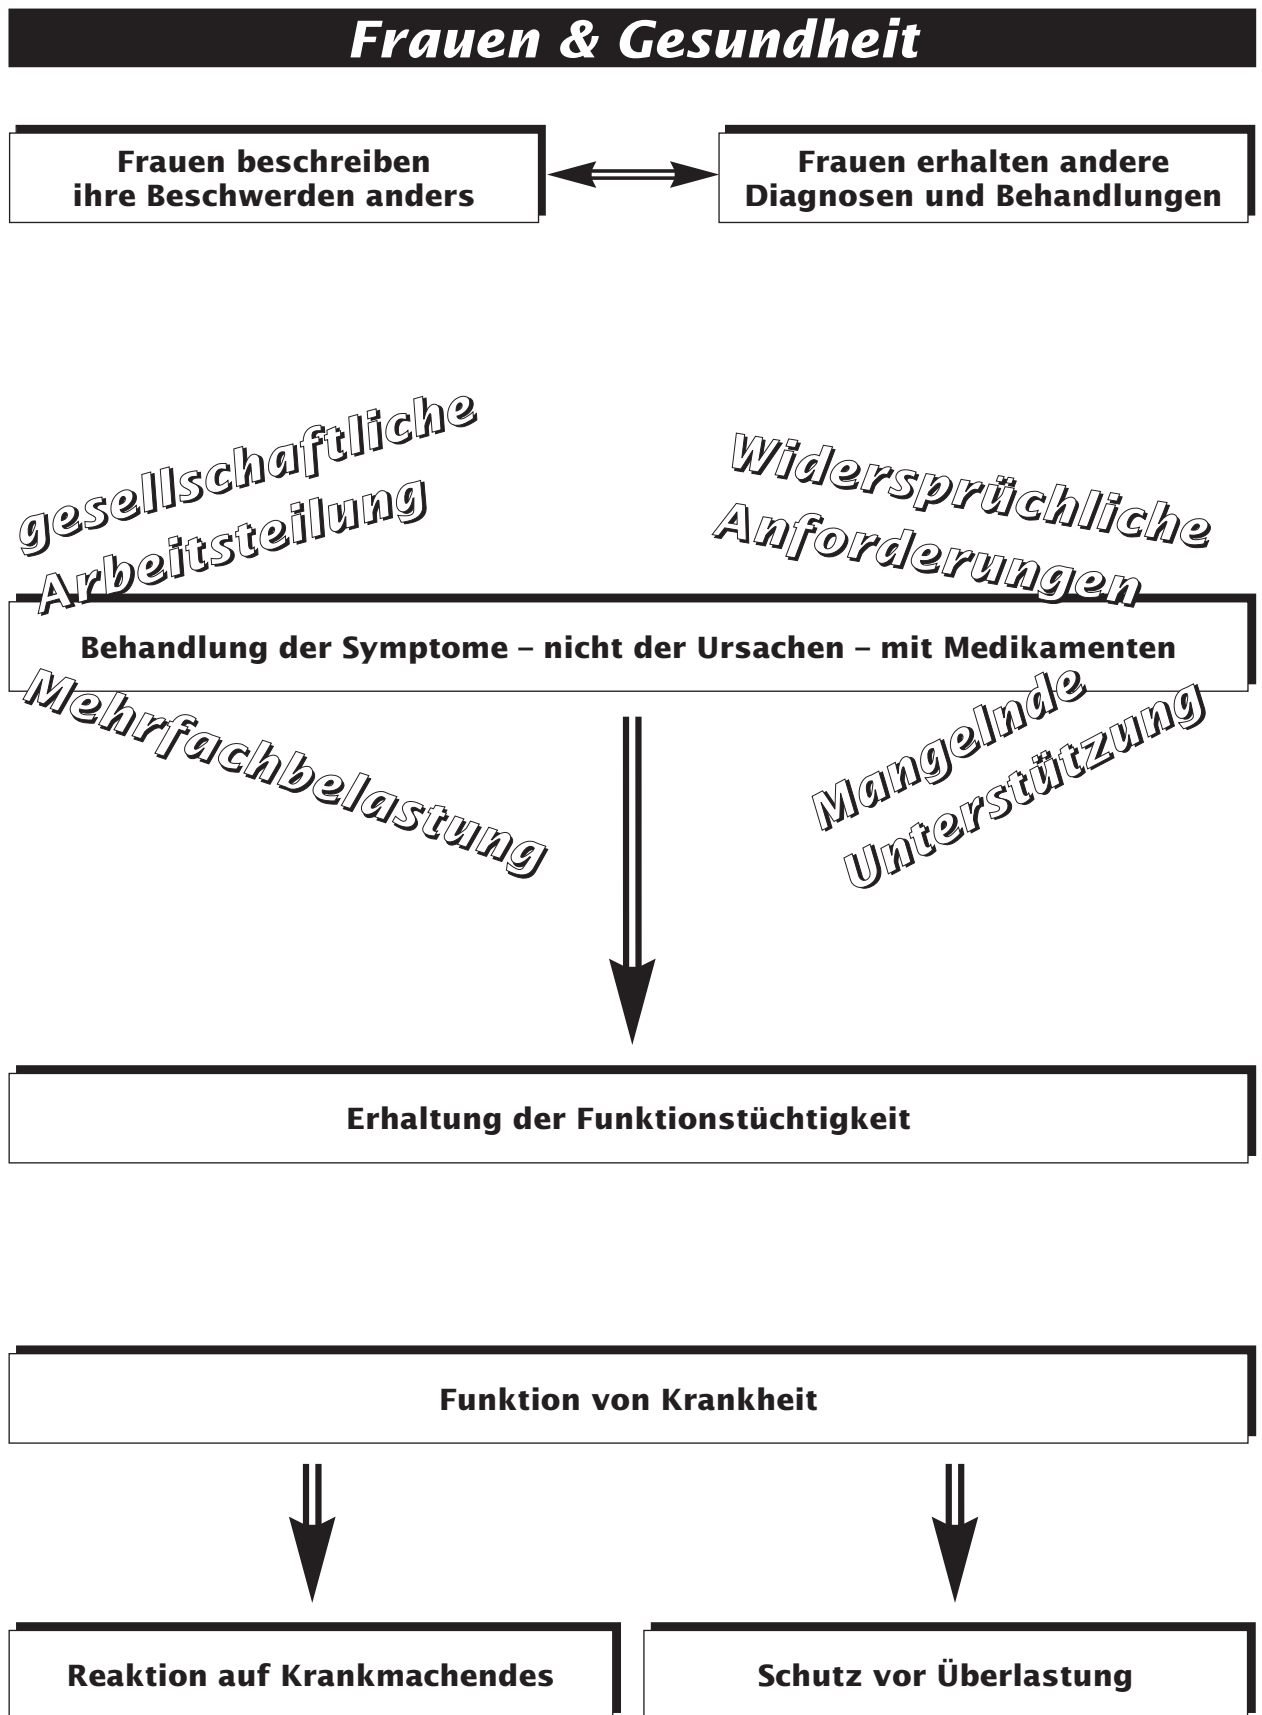 Frauen & Gesundheit
Frauen beschreiben
ihre Beschwerden anders
Frauen erhalten andere
Diagnosen und Behandlungen
gesellschaftliche
Arbeitsteilung
Widersprüchliche
Anforderungen
Behandlung der Symptome – nicht der Ursachen – mit Medikamenten
Mehrfachbelastung
Mangelnde
Unterstützung
Erhaltung der Funktionstüchtigkeit
Funktion von Krankheit
Reaktion auf Krankmachendes
Schutz vor Überlastung